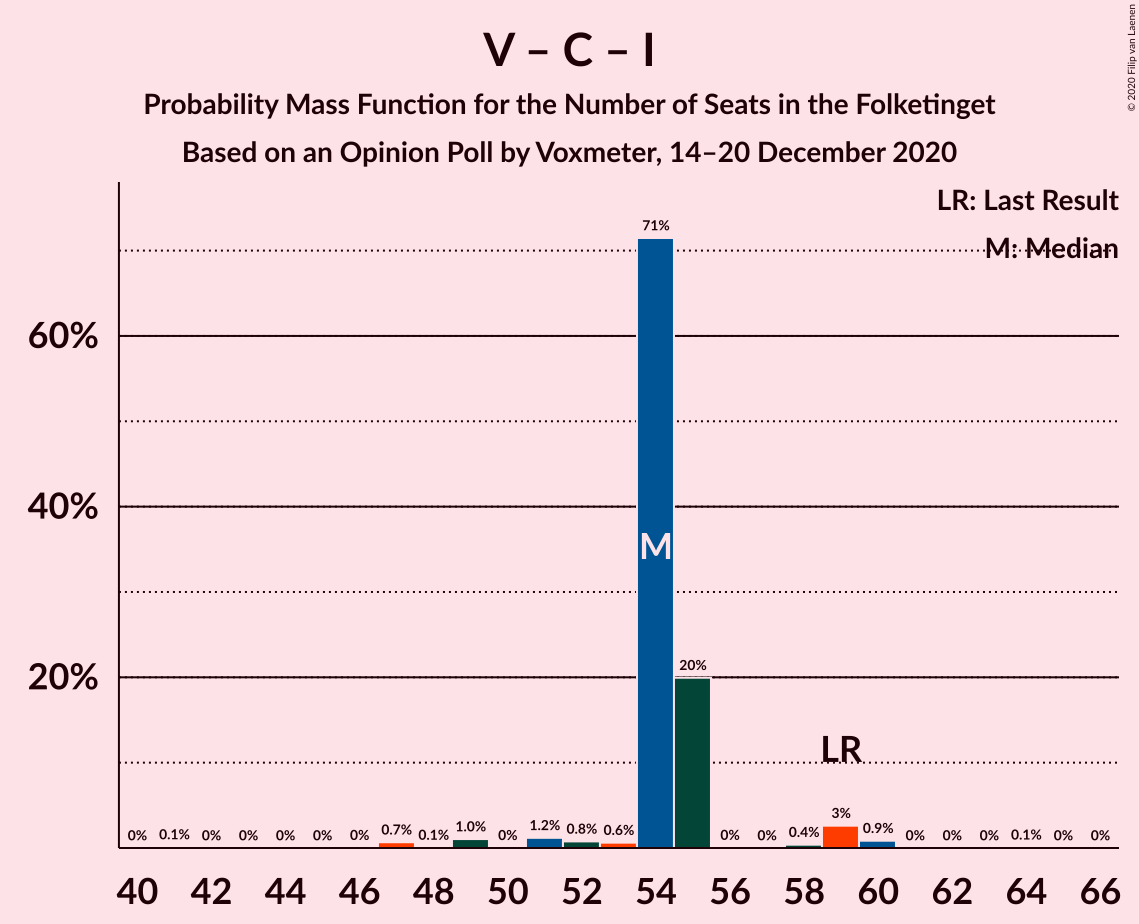 V – C – I
Probability Mass Function for the Number of Seats in the Folketinget
Based on an Opinion Poll by Voxmeter, 14–20 December 2020
© 2020 Filip van Laenen
LR: Last Result
M: Median
60%
40%
20%
0% 0.1% 0% 0% 0% 0% 0% 0.7% 0.1% 1.0% 0% 1.2% 0.8% 0.6% 71% 20% 0% 0% 0.4% 3% 0.9% 0% 0% 0% 0.1% 0% 0%
M
LR
40 42 44 46 48 50 52 54 56 58 60 62 64 66